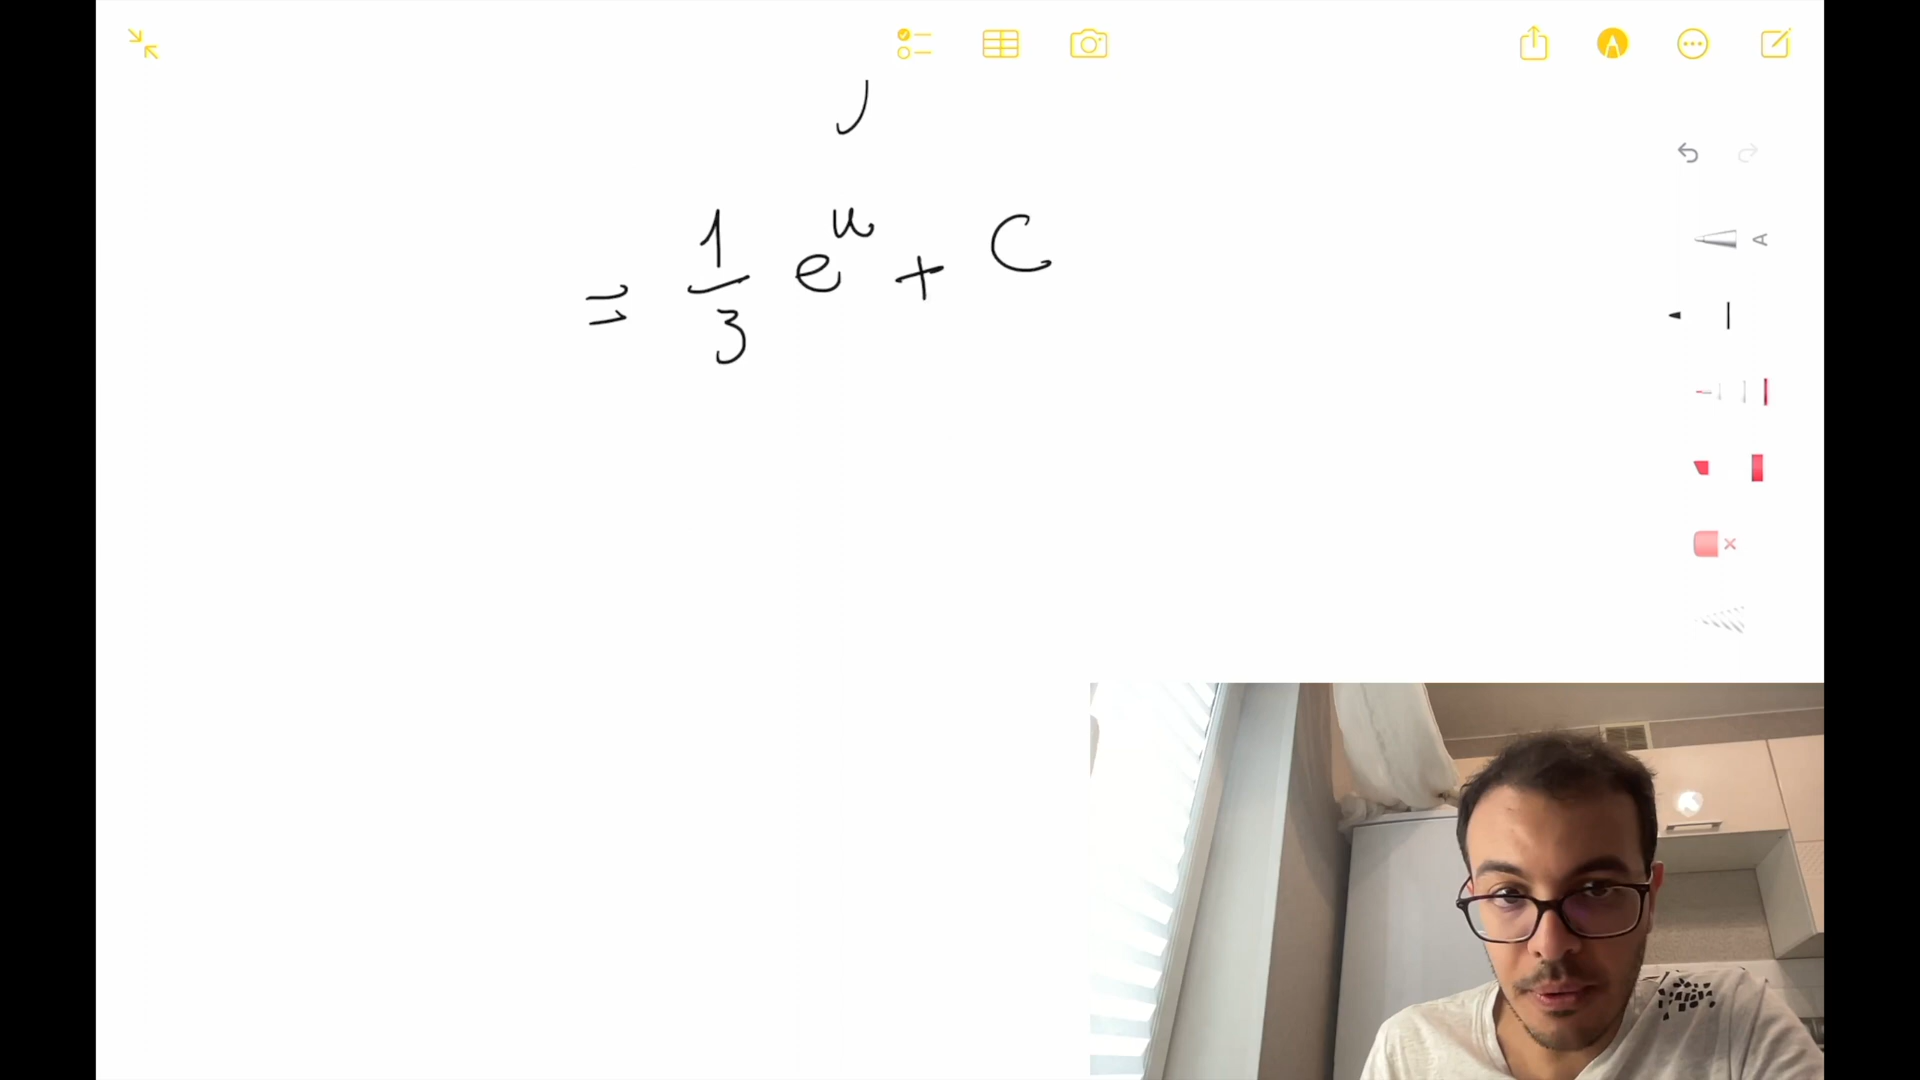 = 1/3 e^u + C
A